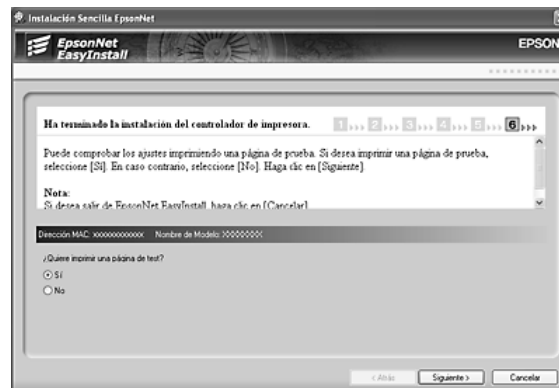 Instalación Sencilla EpsonNet
EpsonNet
EasyInstall
EPSON
Ha terminado la instalación del controlador de impresora.
1 2 3 4 5 6
Puede comprobar los ajustes imprimiendo una página de prueba. Si desea imprimir una página de prueba,
seleccione [Sí]. En caso contrario, seleccione [No]. Haga clic en [Siguiente].
Nota:
Si desea salir de EpsonNet EasyInstall, haga clic en [Cancelar]
Dirección MAC: XXXXXXXXXXXX Nombre de Modelo: XXXXXXXX
¿Quiere imprimir una página de test?
Sí
No
< Atrás
Siguiente >
Cancelar